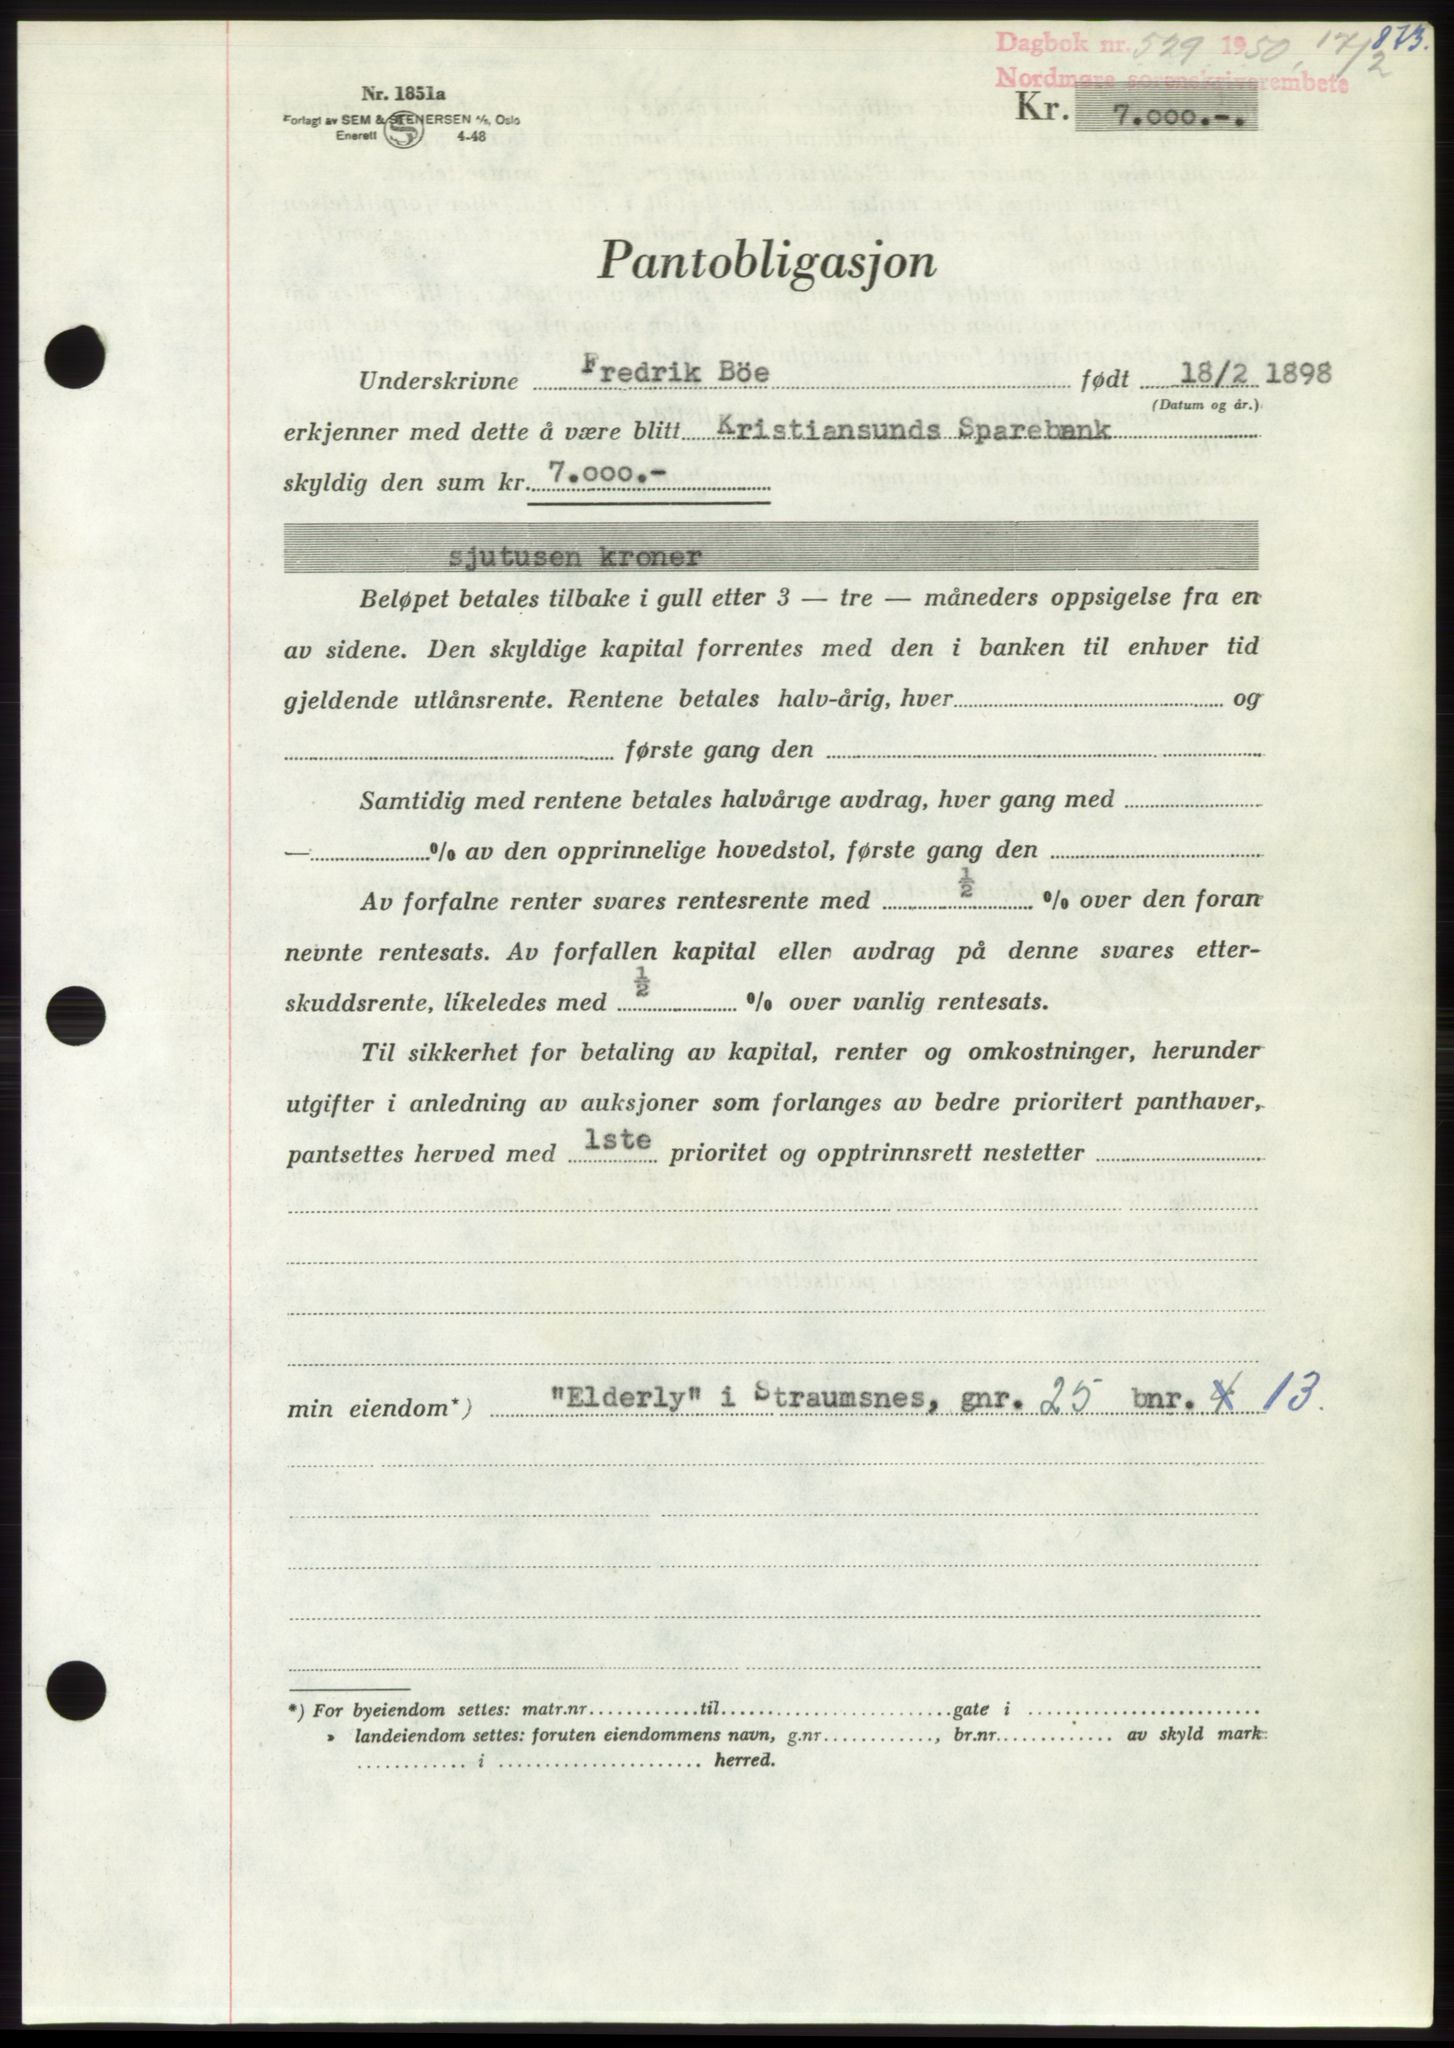 873.
Dagbok nr. 529 1950, 17/2
Nordmøre sorenskriverembete
Nr. 1851a
Forlagt av SEM & STENERSEN A/S, Oslo
Enerett 4-48
S
Kr. 7.000.-.
Pantobligasjon
Underskrivne Fredrik Böe født 18/2 1898
(Datum og år.)
erkjenner med dette å være blitt Kristiansunds Sparebank
skyldig den sum kr. 7.000.-
sjutusen kroner
Beløpet betales tilbake i gull etter 3 — tre — måneders oppsigelse fra en
av sidene. Den skyldige kapital forrentes med den i banken til enhver tid
gjeldende utlånsrente. Rentene betales halv-årig, hver og
første gang den
Samtidig med rentene betales halvårige avdrag, hver gang med
— % av den opprinnelige hovedstol, første gang den
Av forfalne renter svares rentesrente med ½ % over den foran
nevnte rentesats. Av forfallen kapital eller avdrag på denne svares etter-
skuddsrente, likeledes med ½ % over vanlig rentesats.
Til sikkerhet for betaling av kapital, renter og omkostninger, herunder
utgifter i anledning av auksjoner som forlanges av bedre prioritert panthaver,
pantsettes herved med 1ste prioritet og opptrinnsrett nestetter
min eiendom*) "Elderly" i Straumsnes, gnr. 25 bnr. 4 13.
*) For byeiendom settes: matr.nr............til.........................gate i .........................
» landeiendom settes: foruten eiendommens navn, g.nr............, br.nr............. av skyld mark
............ i ...................... herred.